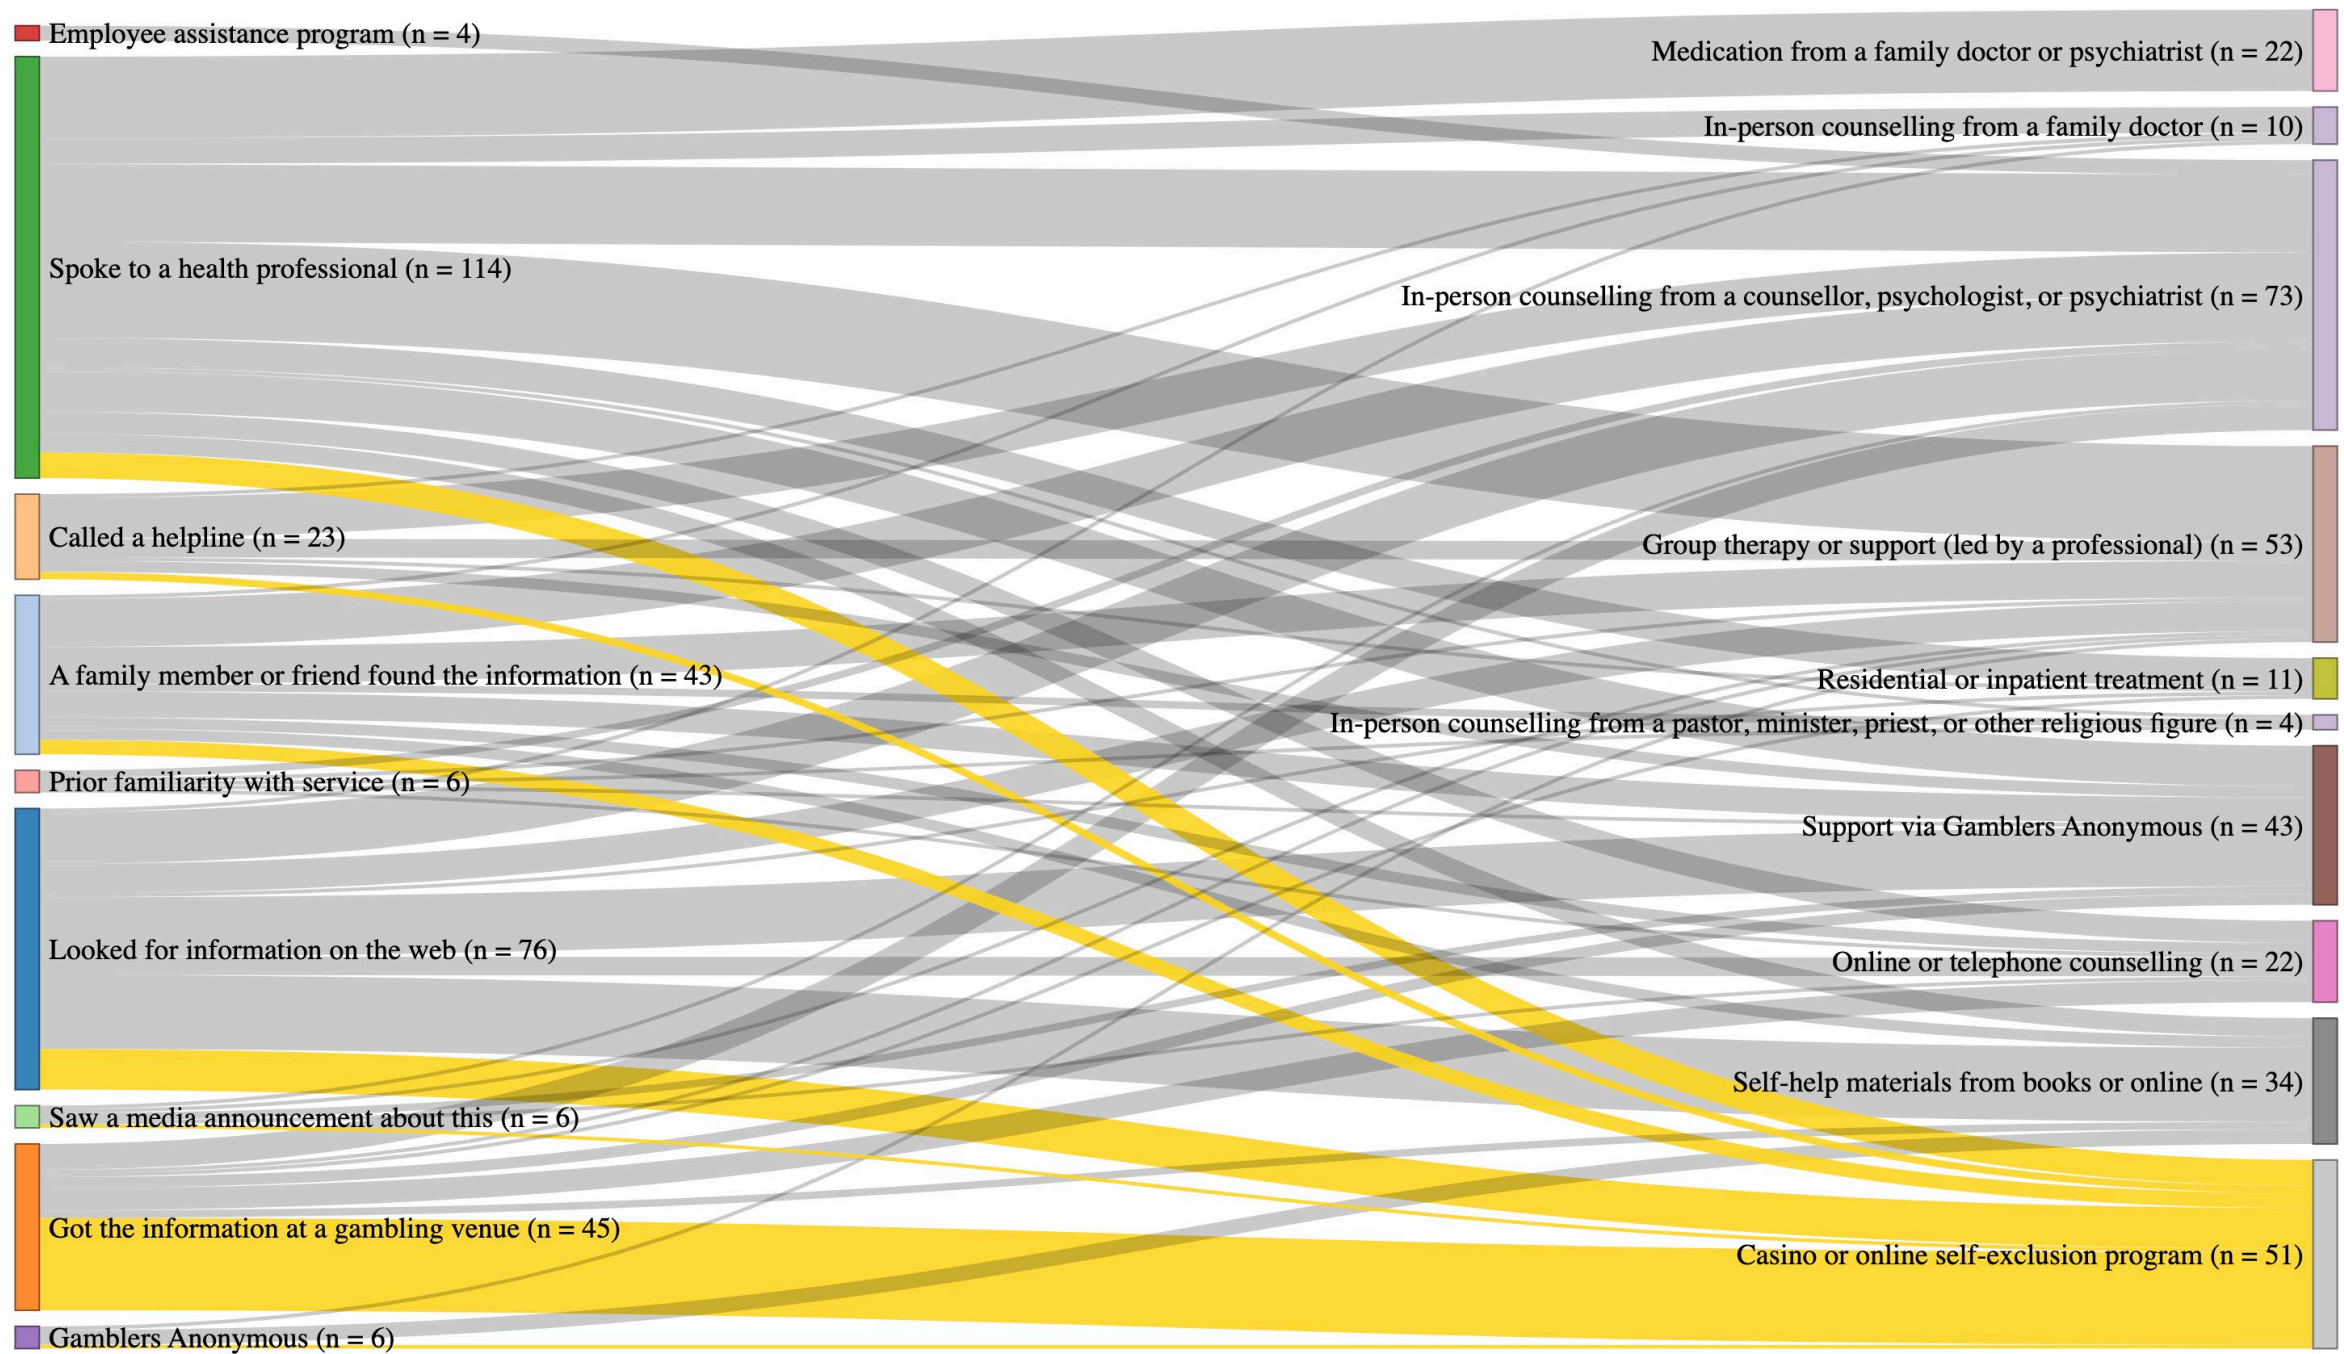 Employee assistance program (n = 4)
Spoke to a health professional (n = 114)
Called a helpline (n = 23)
A family member or friend found the information (n = 43)
Prior familiarity with service (n = 6)
Looked for information on the web (n = 76)
Saw a media announcement about this (n = 6)
Got the information at a gambling venue (n = 45)
Gamblers Anonymous (n = 6)
Medication from a family doctor or psychiatrist (n = 22)
In-person counselling from a family doctor (n = 10)
In-person counselling from a counsellor, psychologist, or psychiatrist (n = 73)
Group therapy or support (led by a professional) (n = 53)
Residential or inpatient treatment (n = 11)
In-person counselling from a pastor, minister, priest, or other religious figure (n = 4)
Support via Gamblers Anonymous (n = 43)
Online or telephone counselling (n = 22)
Self-help materials from books or online (n = 34)
Casino or online self-exclusion program (n = 51)